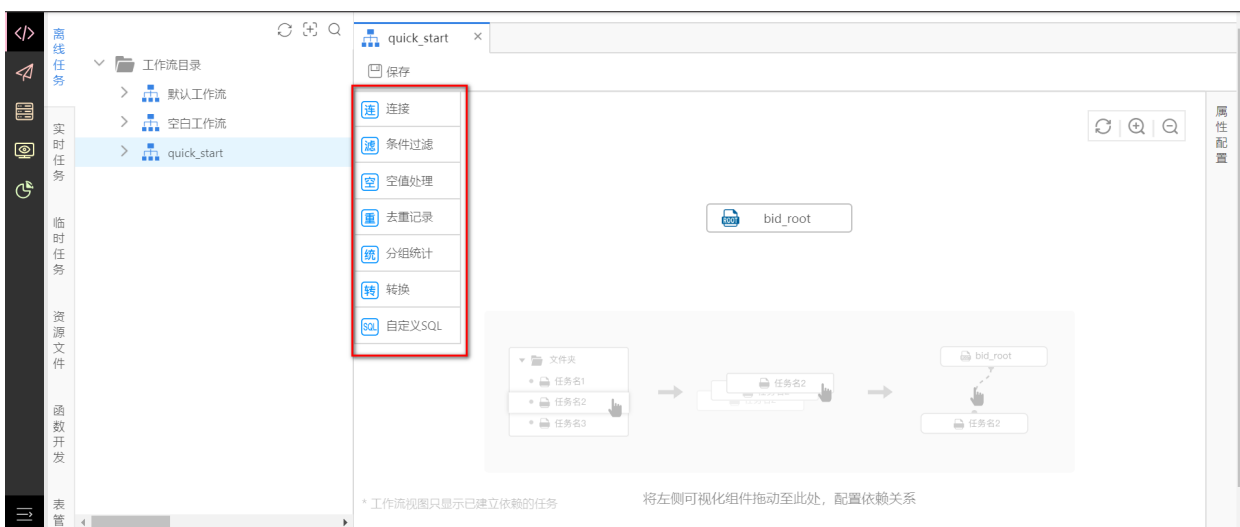 </>
离线任务
实时任务
临时任务
资源文件
函数开发
表管
工作流目录
默认工作流
空白工作流
quick_start
quick_start ×
保存
连 连接
滤 条件过滤
空 空值处理
重 去重记录
统 分组统计
转 转换
SQL 自定义SQL
属性配置
ROOT bid_root
文件夹
任务名1
任务名2
任务名3
任务名2
bid_root
任务名2
* 工作流视图只显示已建立依赖的任务
将左侧可视化组件拖动至此处，配置依赖关系